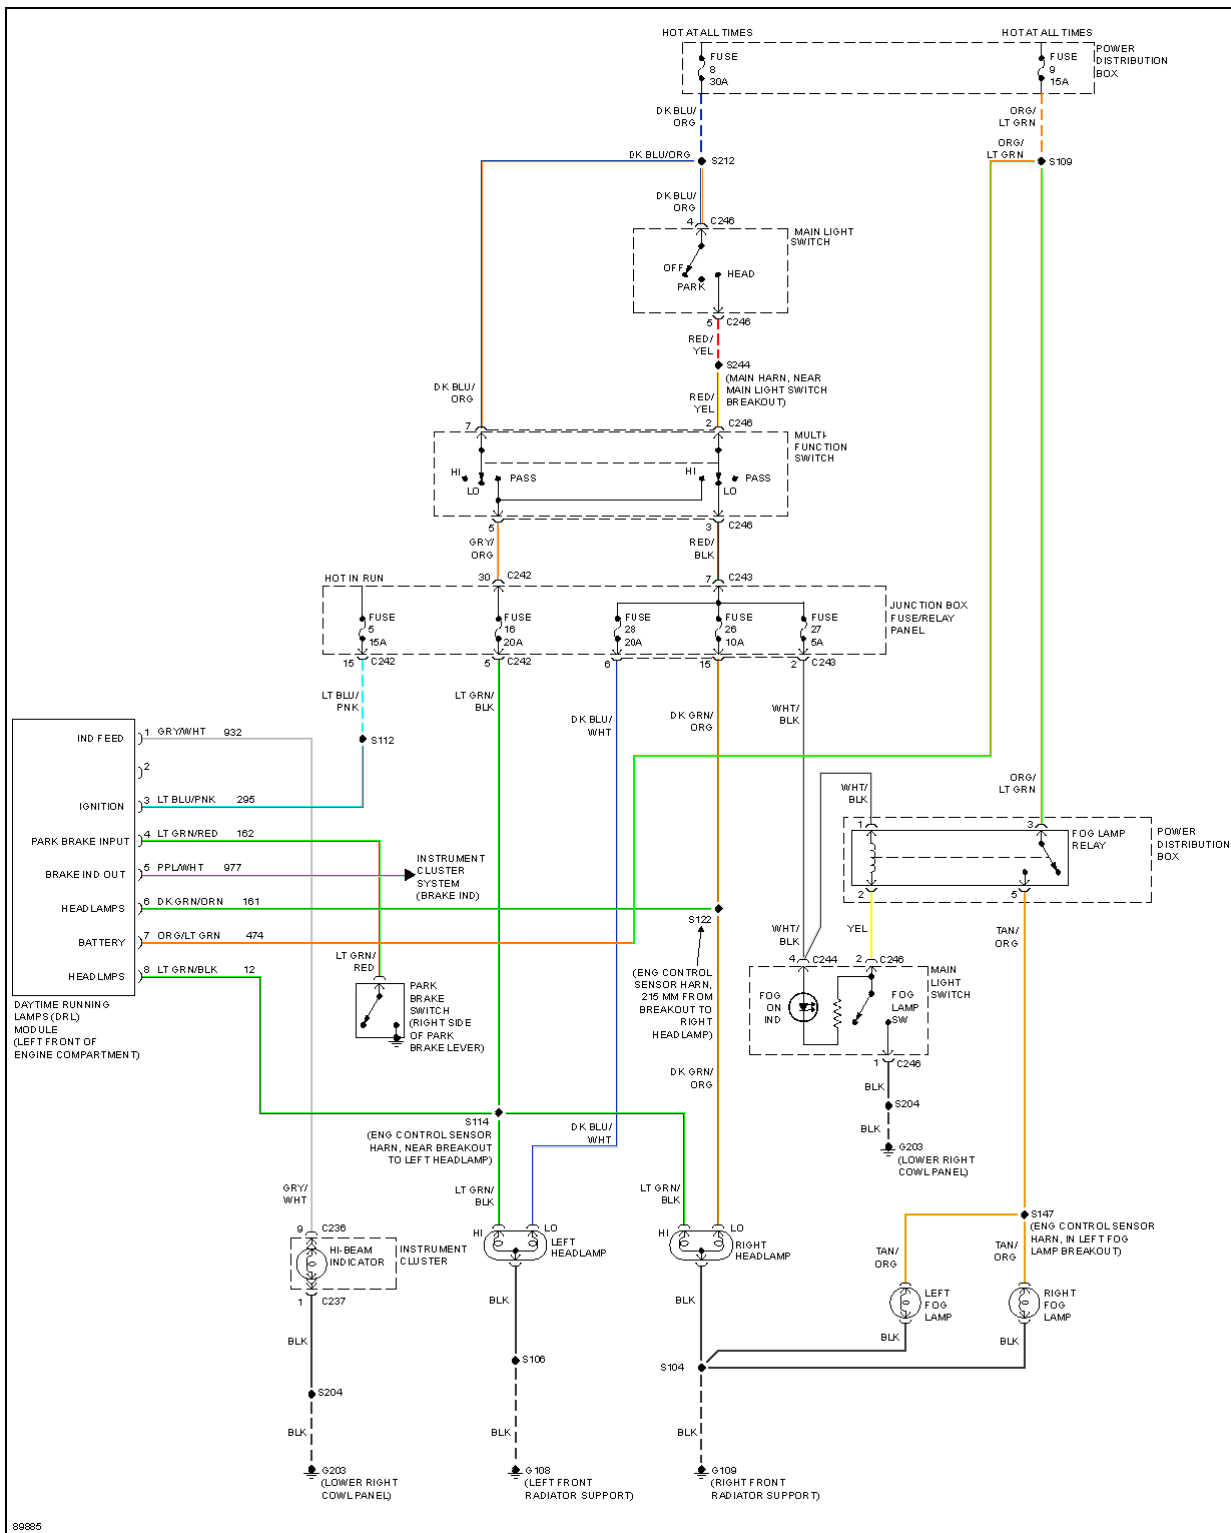 HOT AT ALL TIMES
HOT AT ALL TIMES
FUSE
8
30A
FUSE
9
15A
POWER
DISTRIBUTION
BOX
DK BLU/
ORG
ORG/
LT GRN
DK BLU/ORG
S212
ORG/
LT GRN
S109
DK BLU/
ORG
4
C246
MAIN LIGHT
SWITCH
OFF
PARK
HEAD
5
C246
RED/
YEL
S244
(MAIN HARN, NEAR
MAIN LIGHT SWITCH
BREAKOUT)
DK BLU/
ORG
RED/
YEL
7
2
C246
MULTI-
FUNCTION
SWITCH
HI
LO
PASS
HI
LO
PASS
5
3
C246
GRY/
ORG
RED/
BLK
HOT IN RUN
30
C242
7
C243
FUSE
5
15A
FUSE
16
20A
FUSE
28
20A
FUSE
26
10A
FUSE
27
5A
JUNCTION BOX
FUSE/RELAY
PANEL
15
C242
5
C242
6
15
2
C243
LT BLU/
PNK
LT GRN/
BLK
DK BLU/
WHT
DK GRN/
ORG
WHT/
BLK
S112
IND FEED
1
GRY/WHT
932
2
IGNITION
3
LT BLU/PNK
295
PARK BRAKE INPUT
4
LT GRN/RED
162
BRAKE IND OUT
5
PPL/WHT
977
HEADLAMPS
6
DK GRN/ORN
161
BATTERY
7
ORG/LT GRN
474
HEADLMPS
8
LT GRN/BLK
12
DAYTIME RUNNING
LAMPS (DRL)
MODULE
(LEFT FRONT OF
ENGINE COMPARTMENT)
INSTRUMENT
CLUSTER
SYSTEM
(BRAKE IND)
LT GRN/
RED
PARK
BRAKE
SWITCH
(RIGHT SIDE
OF PARK
BRAKE LEVER)
S122
(ENG CONTROL
SENSOR HARN,
215 MM FROM
BREAKOUT TO
RIGHT
HEADLAMP)
DK GRN/
ORG
WHT/
BLK
ORG/
LT GRN
1
3
FOG LAMP
RELAY
POWER
DISTRIBUTION
BOX
2
5
WHT/
BLK
YEL
TAN/
ORG
4
C244
2
C246
MAIN
LIGHT
SWITCH
FOG
ON
IND
FOG
LAMP
SW
1
C246
BLK
S204
BLK
G203
(LOWER RIGHT
COWL PANEL)
S114
(ENG CONTROL SENSOR
HARN, NEAR BREAKOUT
TO LEFT HEADLAMP)
DK BLU/
WHT
GRY/
WHT
LT GRN/
BLK
LT GRN/
BLK
9
C236
HI-BEAM
INDICATOR
INSTRUMENT
CLUSTER
1
C237
HI
LO
LEFT
HEADLAMP
HI
LO
RIGHT
HEADLAMP
S147
(ENG CONTROL SENSOR
HARN, IN LEFT FOG
LAMP BREAKOUT)
TAN/
ORG
TAN/
ORG
LEFT
FOG
LAMP
RIGHT
FOG
LAMP
BLK
BLK
BLK
BLK
BLK
S106
S104
S204
BLK
BLK
BLK
G203
(LOWER RIGHT
COWL PANEL)
G108
(LEFT FRONT
RADIATOR SUPPORT)
G109
(RIGHT FRONT
RADIATOR SUPPORT)
89885